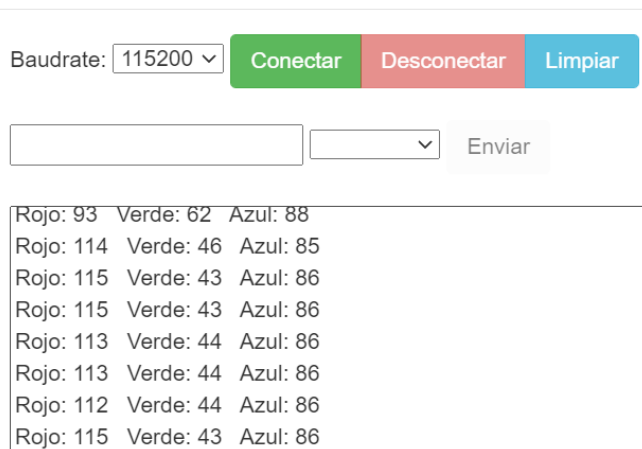 Baudrate: 115200 Conectar Desconectar Limpiar
Enviar
Rojo: 93 Verde: 62 Azul: 88
Rojo: 114 Verde: 46 Azul: 85
Rojo: 115 Verde: 43 Azul: 86
Rojo: 115 Verde: 43 Azul: 86
Rojo: 113 Verde: 44 Azul: 86
Rojo: 113 Verde: 44 Azul: 86
Rojo: 112 Verde: 44 Azul: 86
Rojo: 115 Verde: 43 Azul: 86